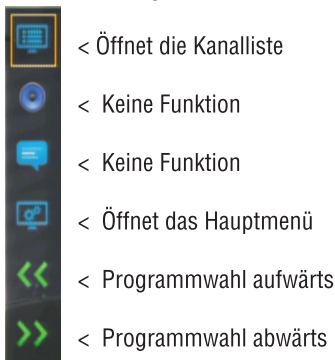 < Öffnet die Kanalliste
< Keine Funktion
< Keine Funktion
< Öffnet das Hauptmenü
< Programmwahl aufwärts
< Programmwahl abwärts